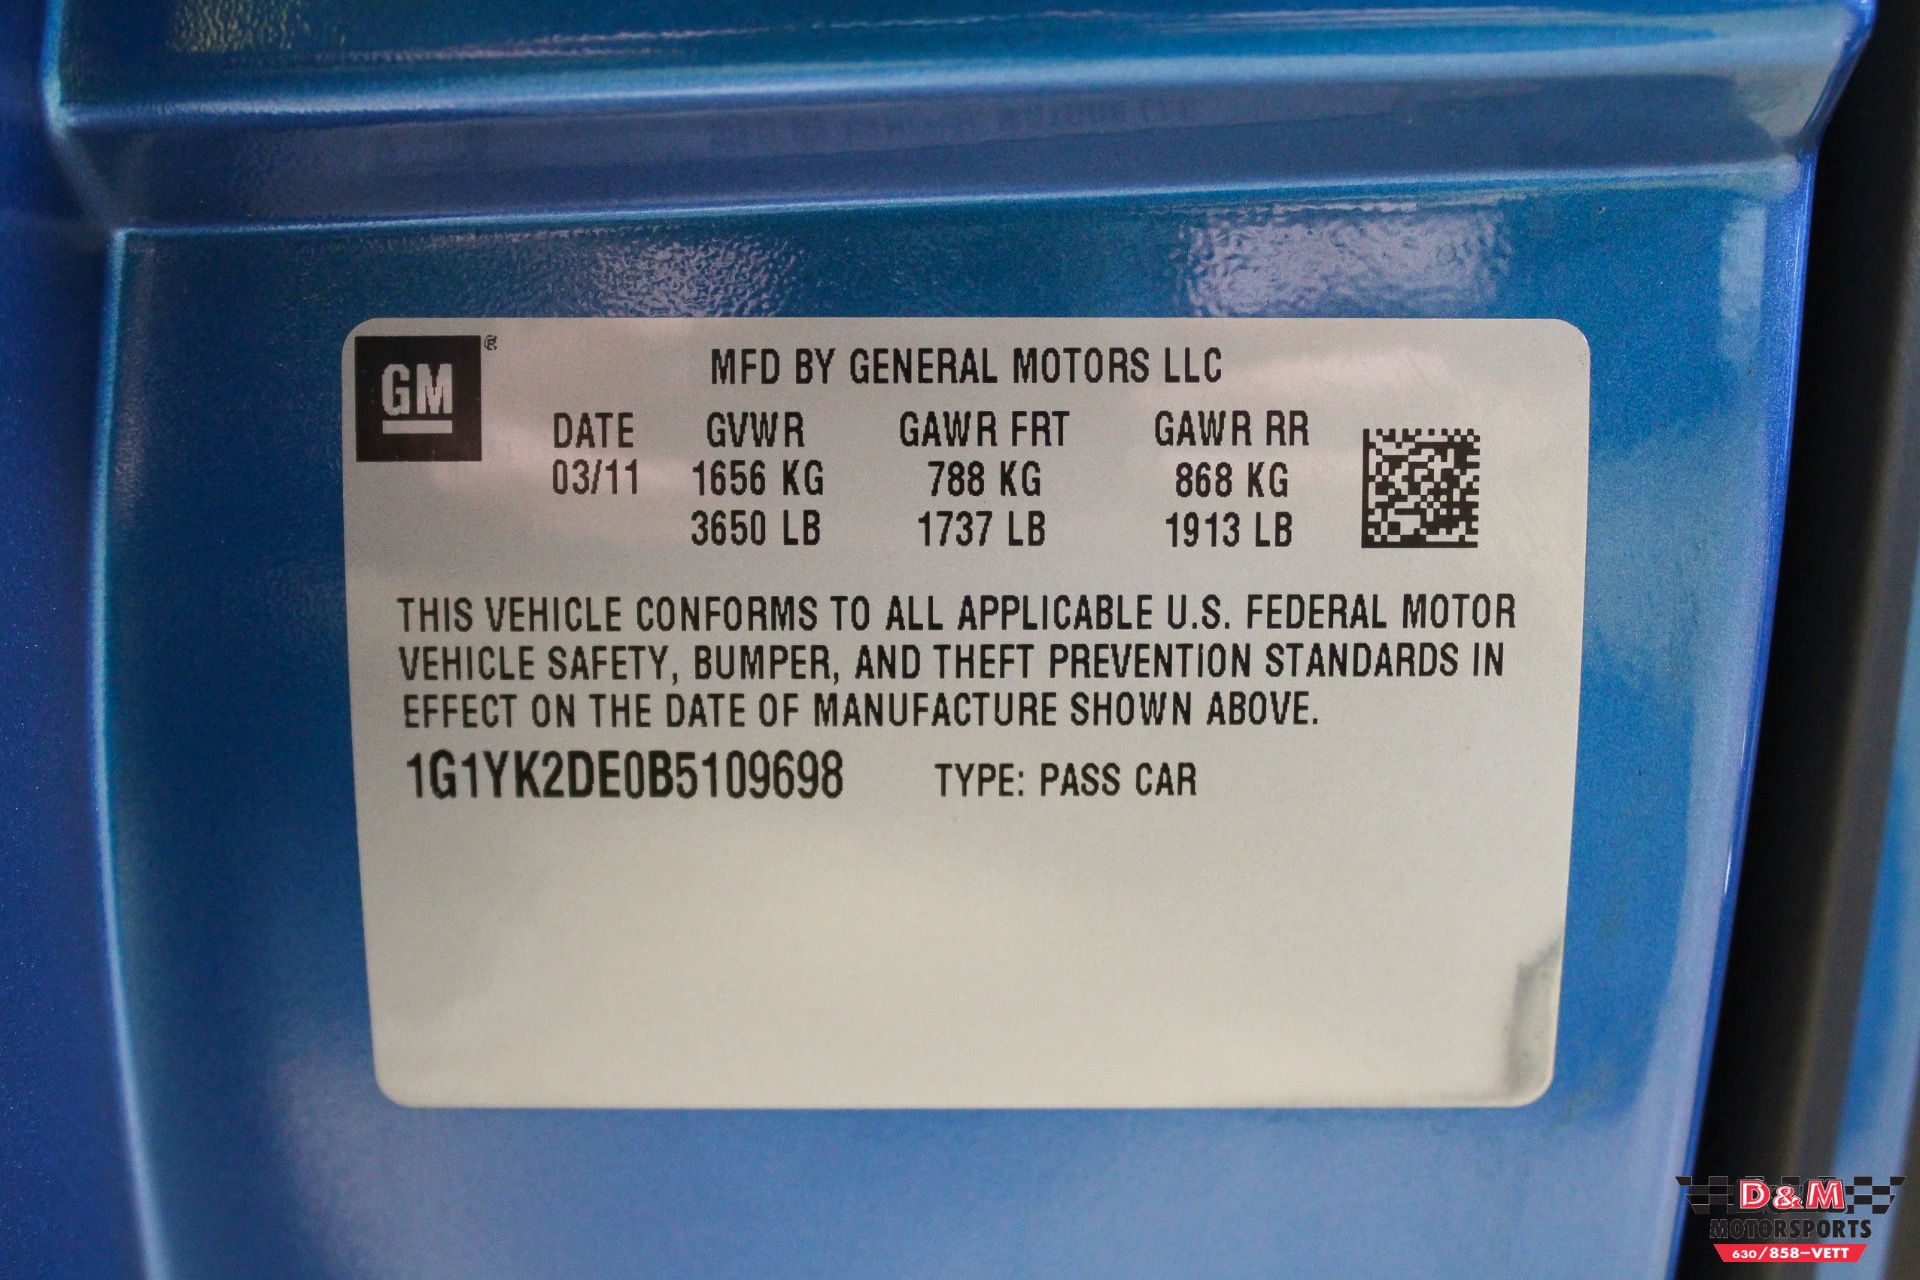 GM ®
MFD BY GENERAL MOTORS LLC
DATE GVWR GAWR FRT GAWR RR
03/11 1656 KG 788 KG 868 KG
3650 LB 1737 LB 1913 LB
THIS VEHICLE CONFORMS TO ALL APPLICABLE U.S. FEDERAL MOTOR
VEHICLE SAFETY, BUMPER, AND THEFT PREVENTION STANDARDS IN
EFFECT ON THE DATE OF MANUFACTURE SHOWN ABOVE.
1G1YK2DE0B5109698 TYPE: PASS CAR
D&M
MOTORSPORTS
630/858-VETT